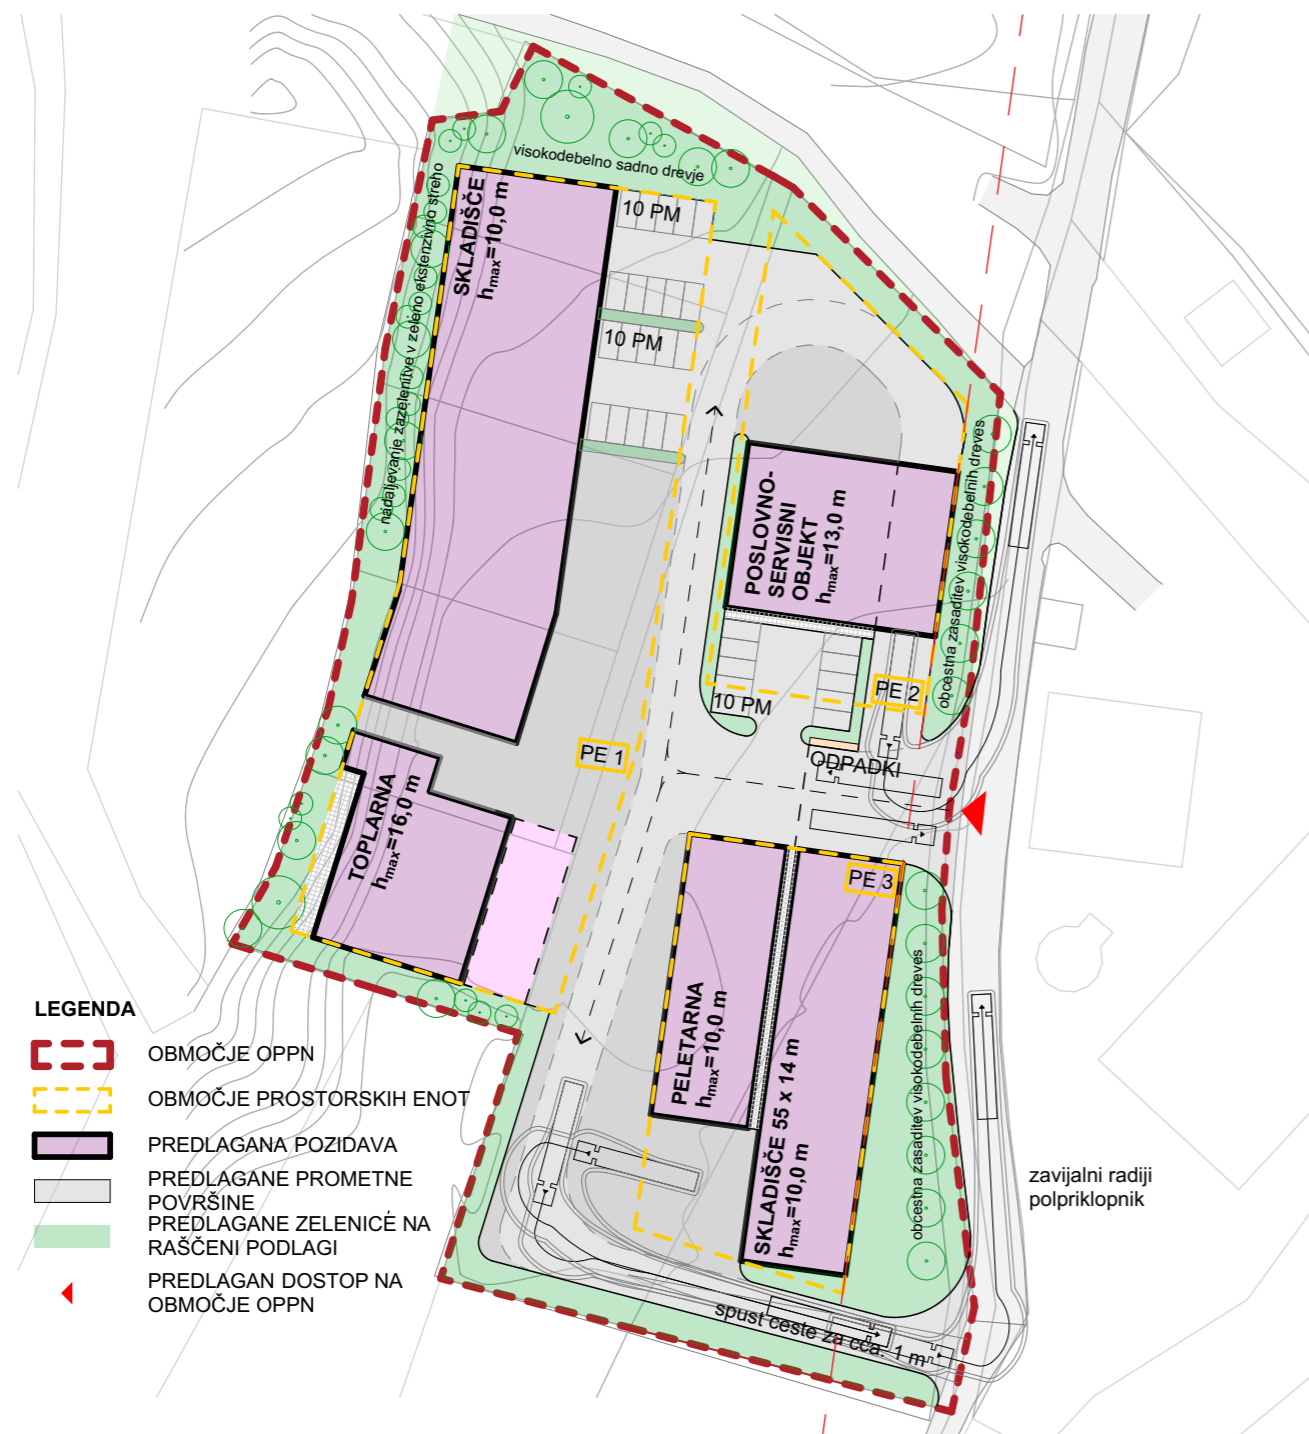 visokodebelno sadno drevje
nadaljevanje zazelenitve v zeleno ekstenzivno streho
SKLADIŠČE
hmax=10,0 m
10 PM
10 PM
POSLOVNO-
SERVISNI
OBJEKT
hmax=13,0 m
obcestna zasaditev visokodebelnih dreves
PE 2
10 PM
PE 1
ODPADKI
TOPLARNA
hmax=16,0 m
PE 3
PELETARNA
hmax=10,0 m
SKLADIŠČE 55 x 14 m
hmax=10,0 m
obcestna zasaditev visokodebelnih dreves
zavijalni radiji
polpriklopnik
spust ceste za cca. 1 m
LEGENDA
OBMOČJE OPPN
OBMOČJE PROSTORSKIH ENOT
PREDLAGANA POZIDAVA
PREDLAGANE PROMETNE
POVRŠINE
PREDLAGANE ZELENICE NA
RAŠČENI PODLAGI
PREDLAGAN DOSTOP NA
OBMOČJE OPPN